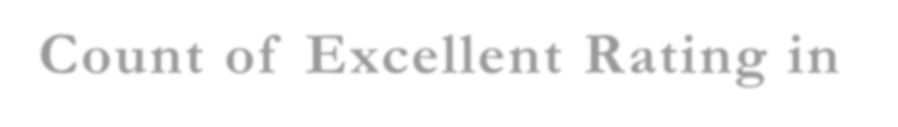 Count of Excellent Rating in